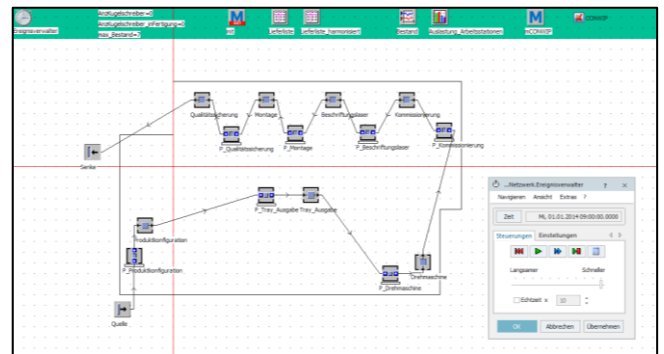 AnzKugelschreiber=0
AnzKugelschreiber_inFertigung=0
max_Bestand=7
Ereignisverwalter
init
Lieferliste
Lieferliste_harmonisiert
Bestand
Auslastung_Arbeitsstationen
mCONWIP
CONWIP
Qualitätssicherung
Montage
Beschriftungslaser
Kommissionierung
P_Qualitätssicherung
P_Montage
P_Beschriftungslaser
P_Kommissionierung
Senke
P_Tray_Ausgabe
Tray_Ausgabe
Produktkonfiguration
P_Produktkonfiguration
Drehmaschine
P_Drehmaschine
Quelle
...Netzwerk.Ereignisverwalter
?
x
Navigieren Ansicht Extras ?
Zeit
Mi, 01.01.2014 09:00:00.0000
Steuerungen Einstellungen
Langsamer
Schneller
Echtzeit x
OK
Abbrechen
Übernehmen